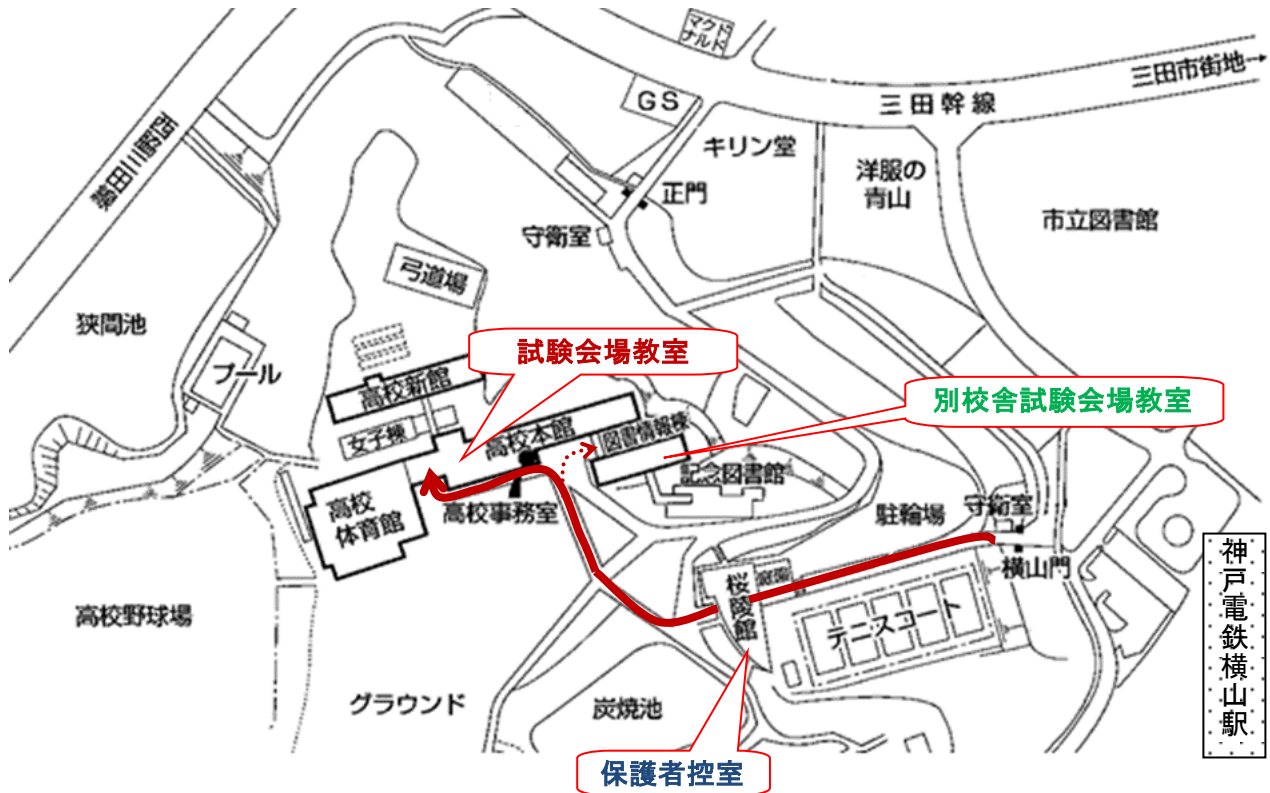 マクド
ナルド
三田市街地→
三田幹線
GS
キリン堂
洋服の
青山
市立図書館
正門
守衛室
弓道場
狭間池
プール
試験会場教室
別校舎試験会場教室
高校新館
女子棟
高校本館
図書情報棟
記念図書館
高校
体育館
高校事務室
駐輪場
守衛室
横山門
桜陵館
テニスコート
神戸電鉄横山駅
高校野球場
グラウンド
炭焼池
保護者控室